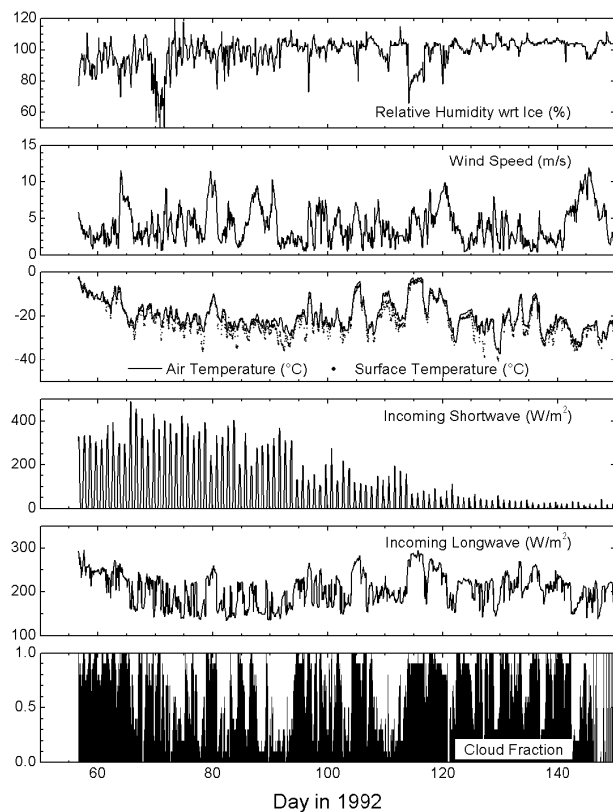 120
100
80
60
Relative Humidity wrt Ice (%)
15
10
5
0
Wind Speed (m/s)
0
-20
-40
Air Temperature (°C) Surface Temperature (°C)
400
200
0
Incoming Shortwave (W/m²)
300
200
100
Incoming Longwave (W/m²)
1.0
0.5
0.0
Cloud Fraction
60 80 100 120 140
Day in 1992